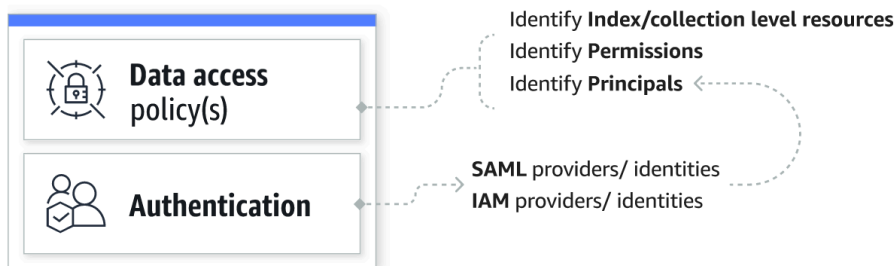 Data access
policy(s)
Identify Index/collection level resources
Identify Permissions
Identify Principals
Authentication
SAML providers/ identities
IAM providers/ identities